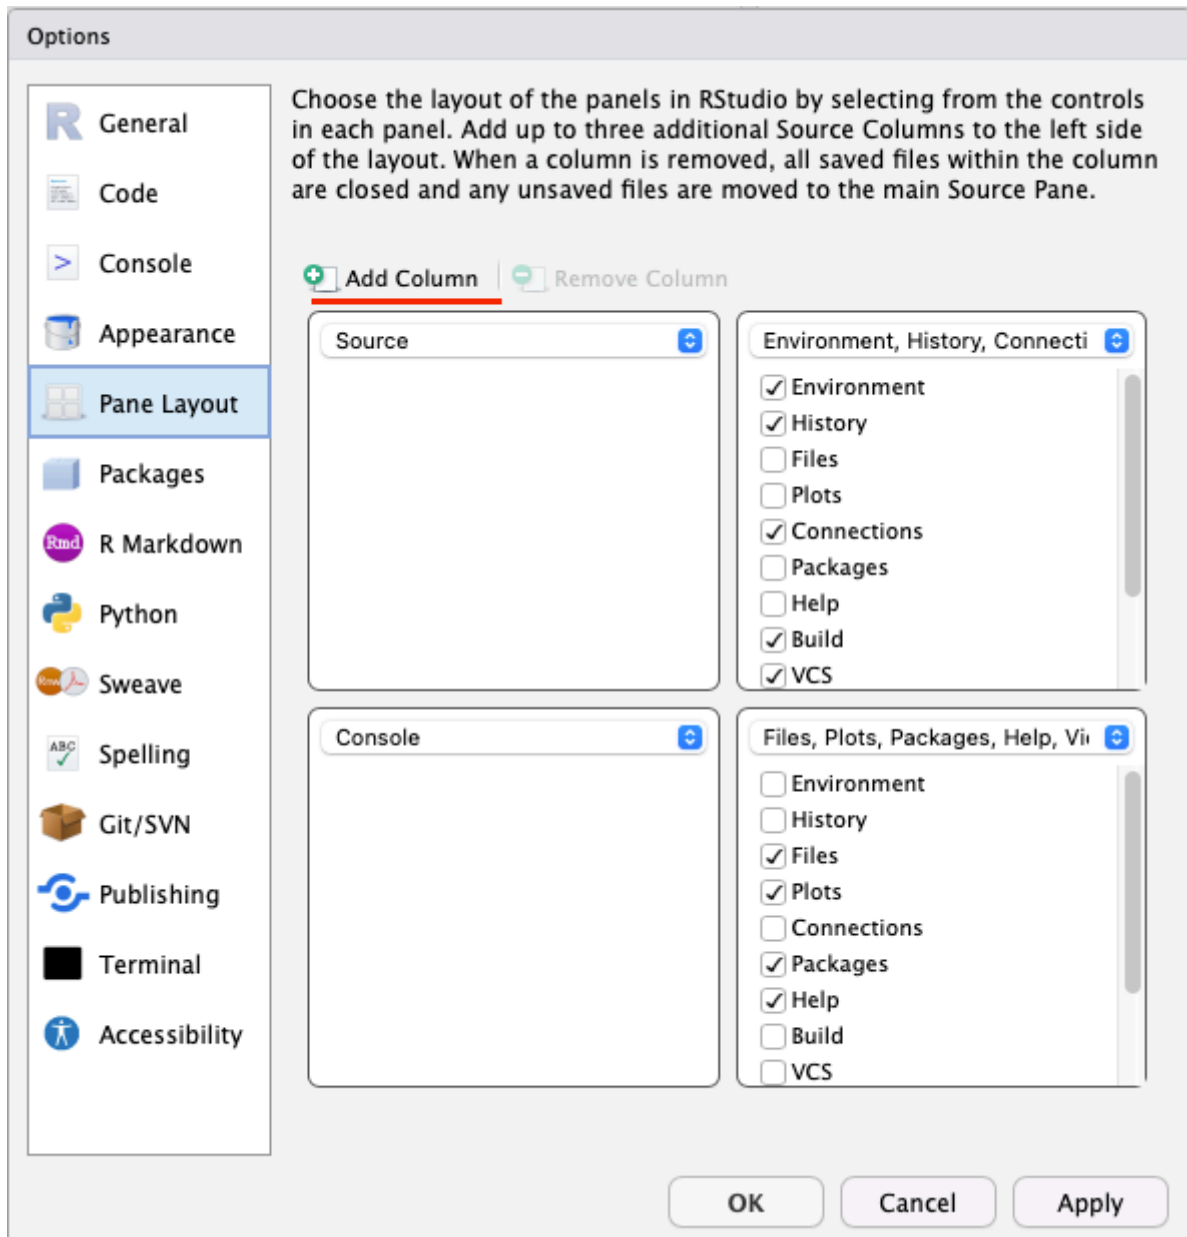 Options
General
Code
Console
Appearance
Pane Layout
Packages
Rmd R Markdown
Python
Rnw Sweave
ABC Spelling
Git/SVN
Publishing
Terminal
Accessibility
Choose the layout of the panels in RStudio by selecting from the controls
in each panel. Add up to three additional Source Columns to the left side
of the layout. When a column is removed, all saved files within the column
are closed and any unsaved files are moved to the main Source Pane.
Add Column Remove Column
Source
Environment, History, Connecti
Environment
History
Files
Plots
Connections
Packages
Help
Build
VCS
Console
Files, Plots, Packages, Help, Vi
Environment
History
Files
Plots
Connections
Packages
Help
Build
VCS
OK Cancel Apply